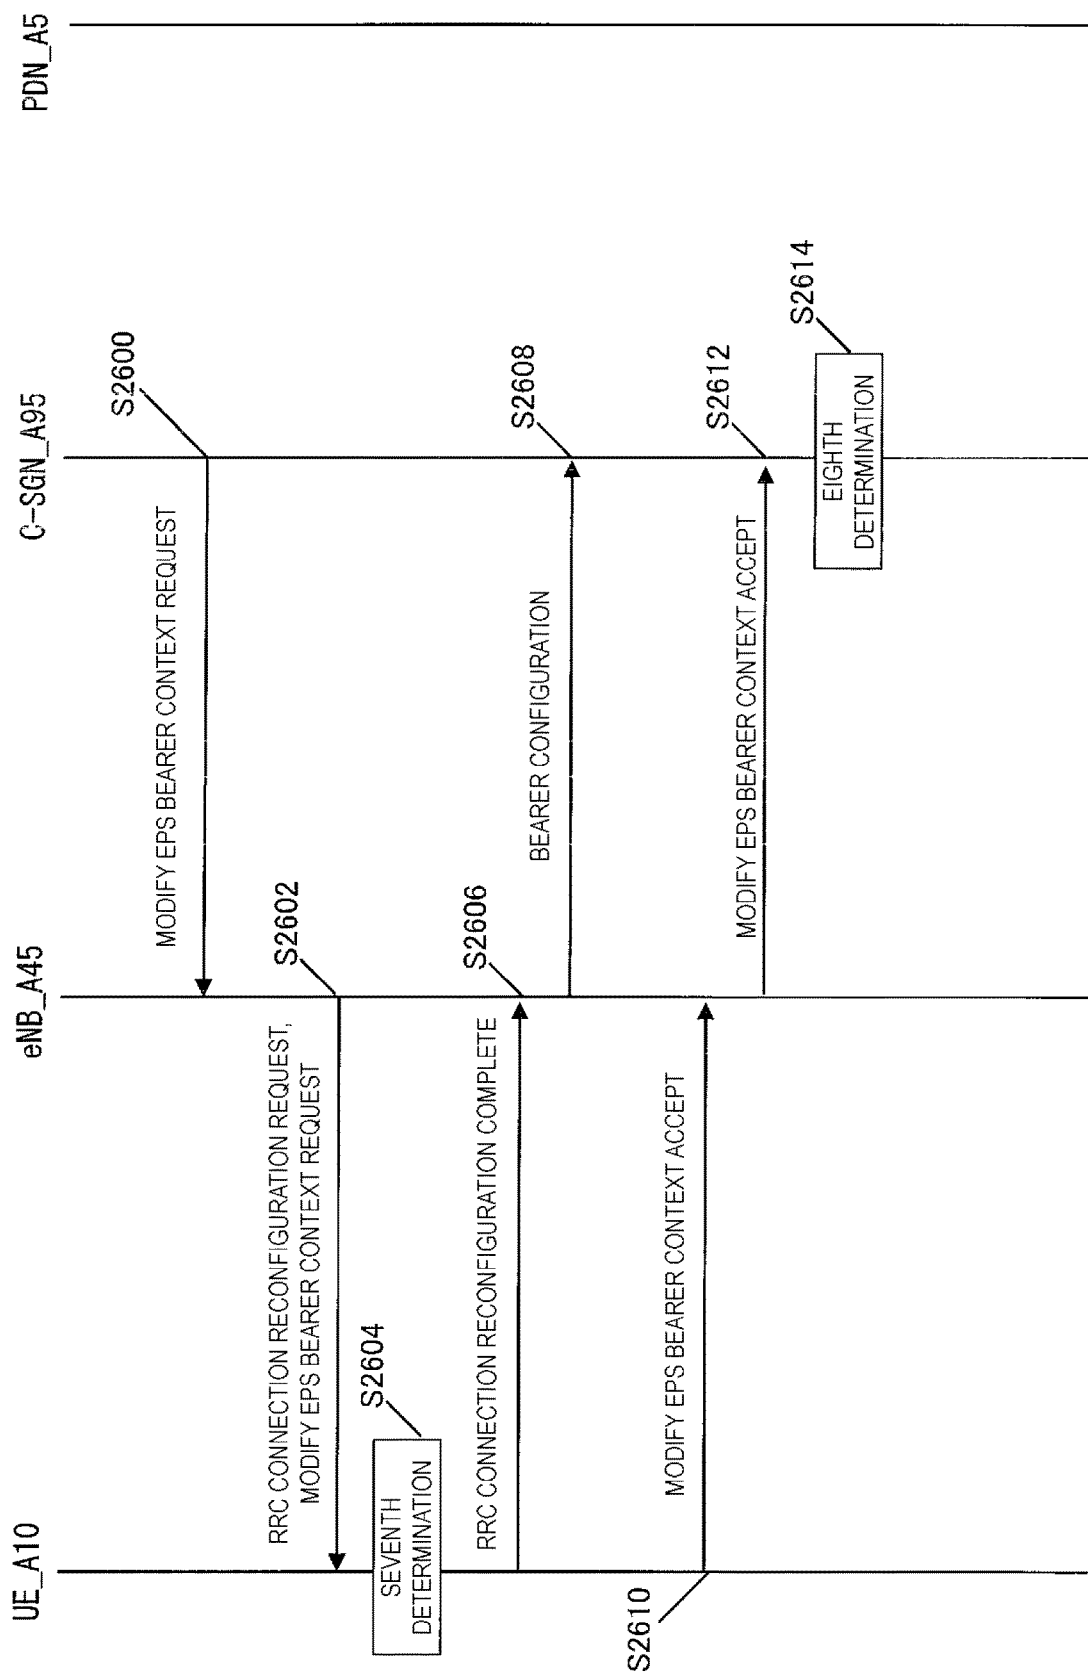 UE_A10
eNB_A45
C-SGN_A95
PDN_A5
S2600
MODIFY EPS BEARER CONTEXT REQUEST
S2602
RRC CONNECTION RECONFIGURATION REQUEST,
MODIFY EPS BEARER CONTEXT REQUEST
S2604
SEVENTH
DETERMINATION
S2606
RRC CONNECTION RECONFIGURATION COMPLETE
S2608
BEARER CONFIGURATION
S2610
MODIFY EPS BEARER CONTEXT ACCEPT
S2612
MODIFY EPS BEARER CONTEXT ACCEPT
S2614
EIGHTH
DETERMINATION